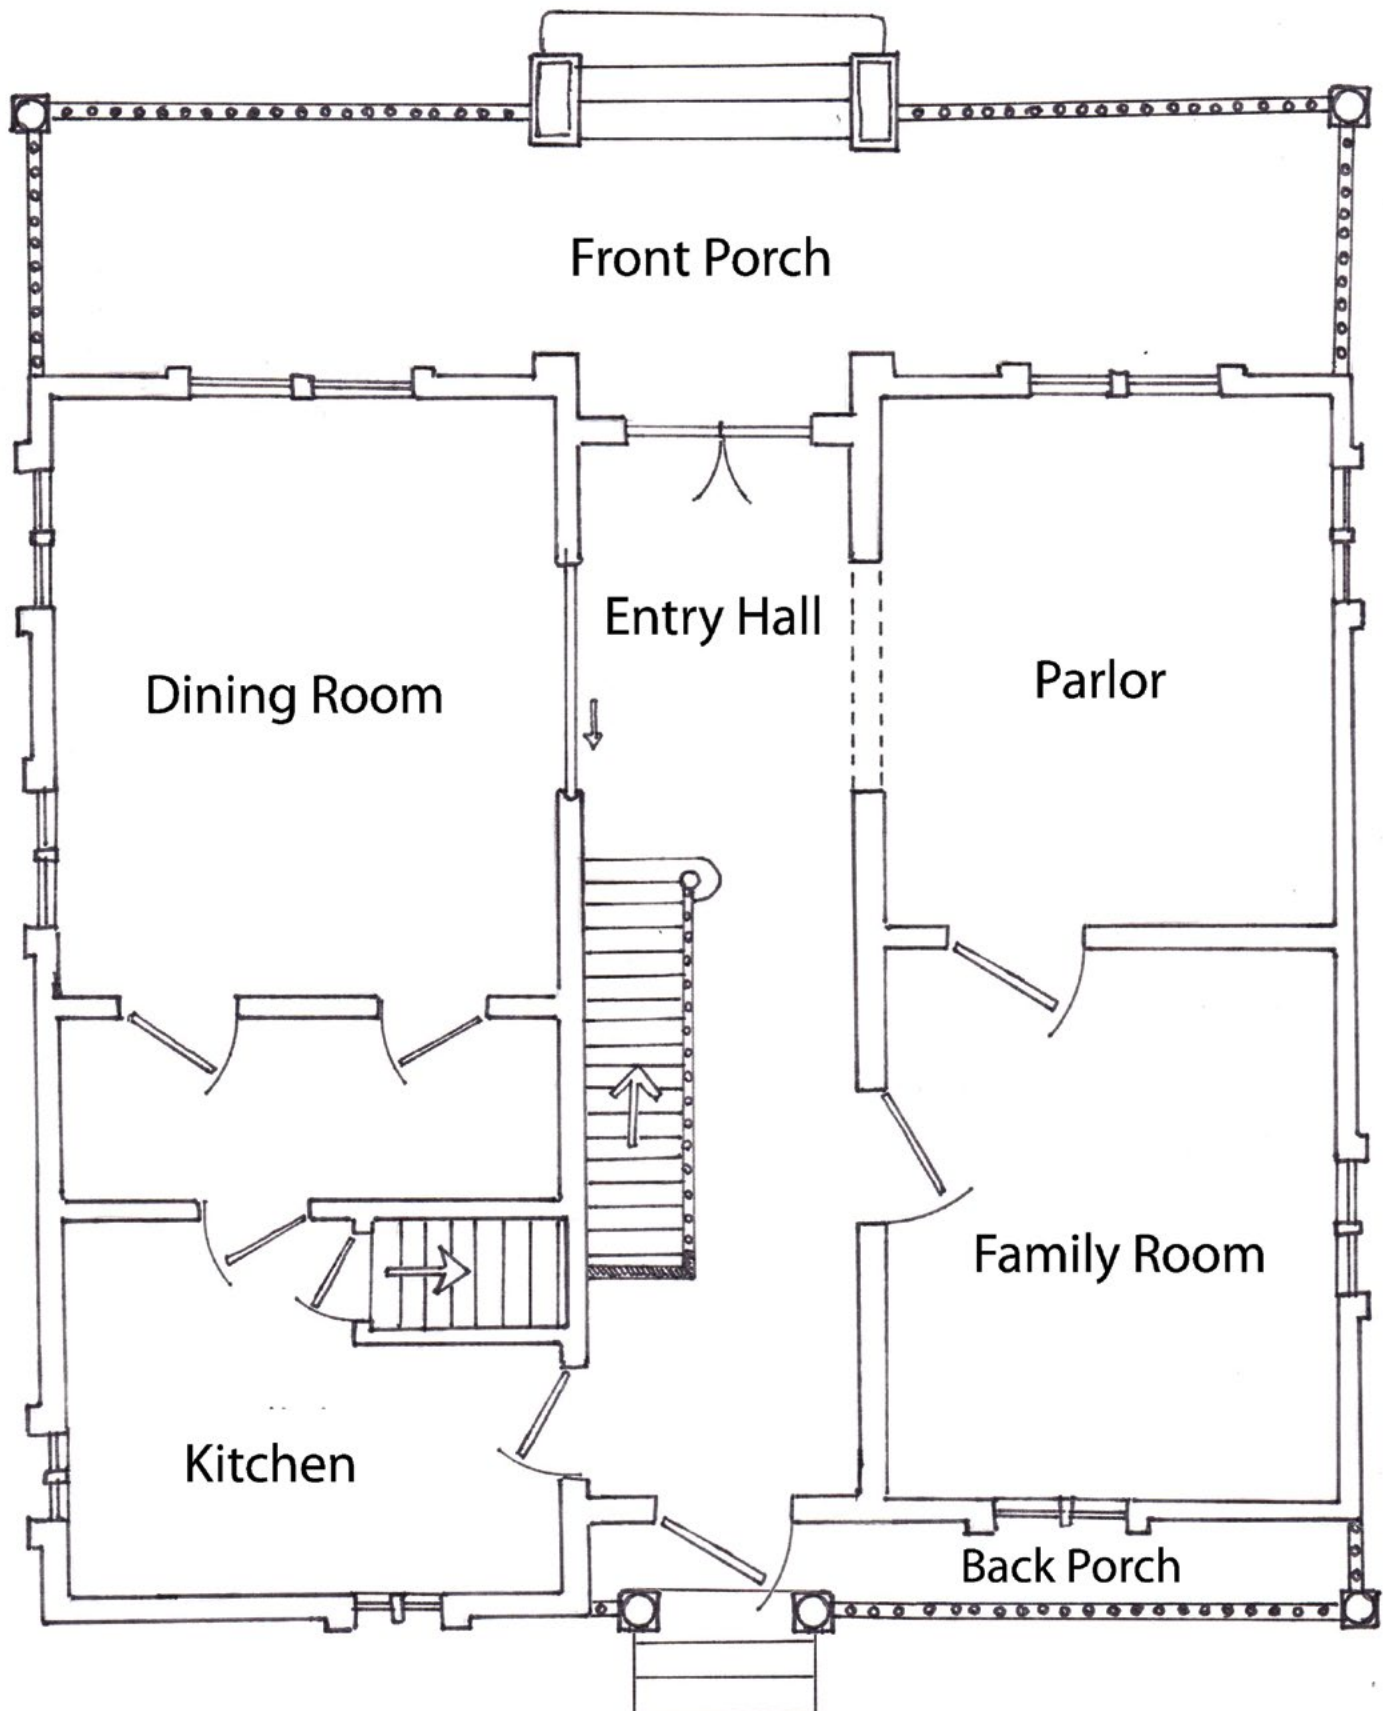 Front Porch
Entry Hall
Dining Room
Parlor
Family Room
Kitchen
Back Porch